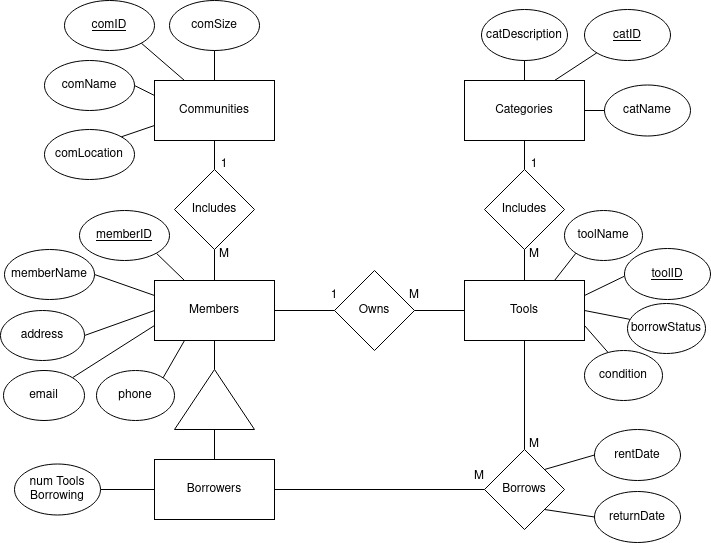 comID
comSize
catDescription
catID
comName
Communities
Categories
catName
comLocation
1
1
Includes
Includes
memberID
toolName
M
M
memberName
toolID
Members
1
Owns
M
Tools
address
borrowStatus
email
phone
condition
M
rentDate
num Tools
Borrowing
Borrowers
M
Borrows
returnDate